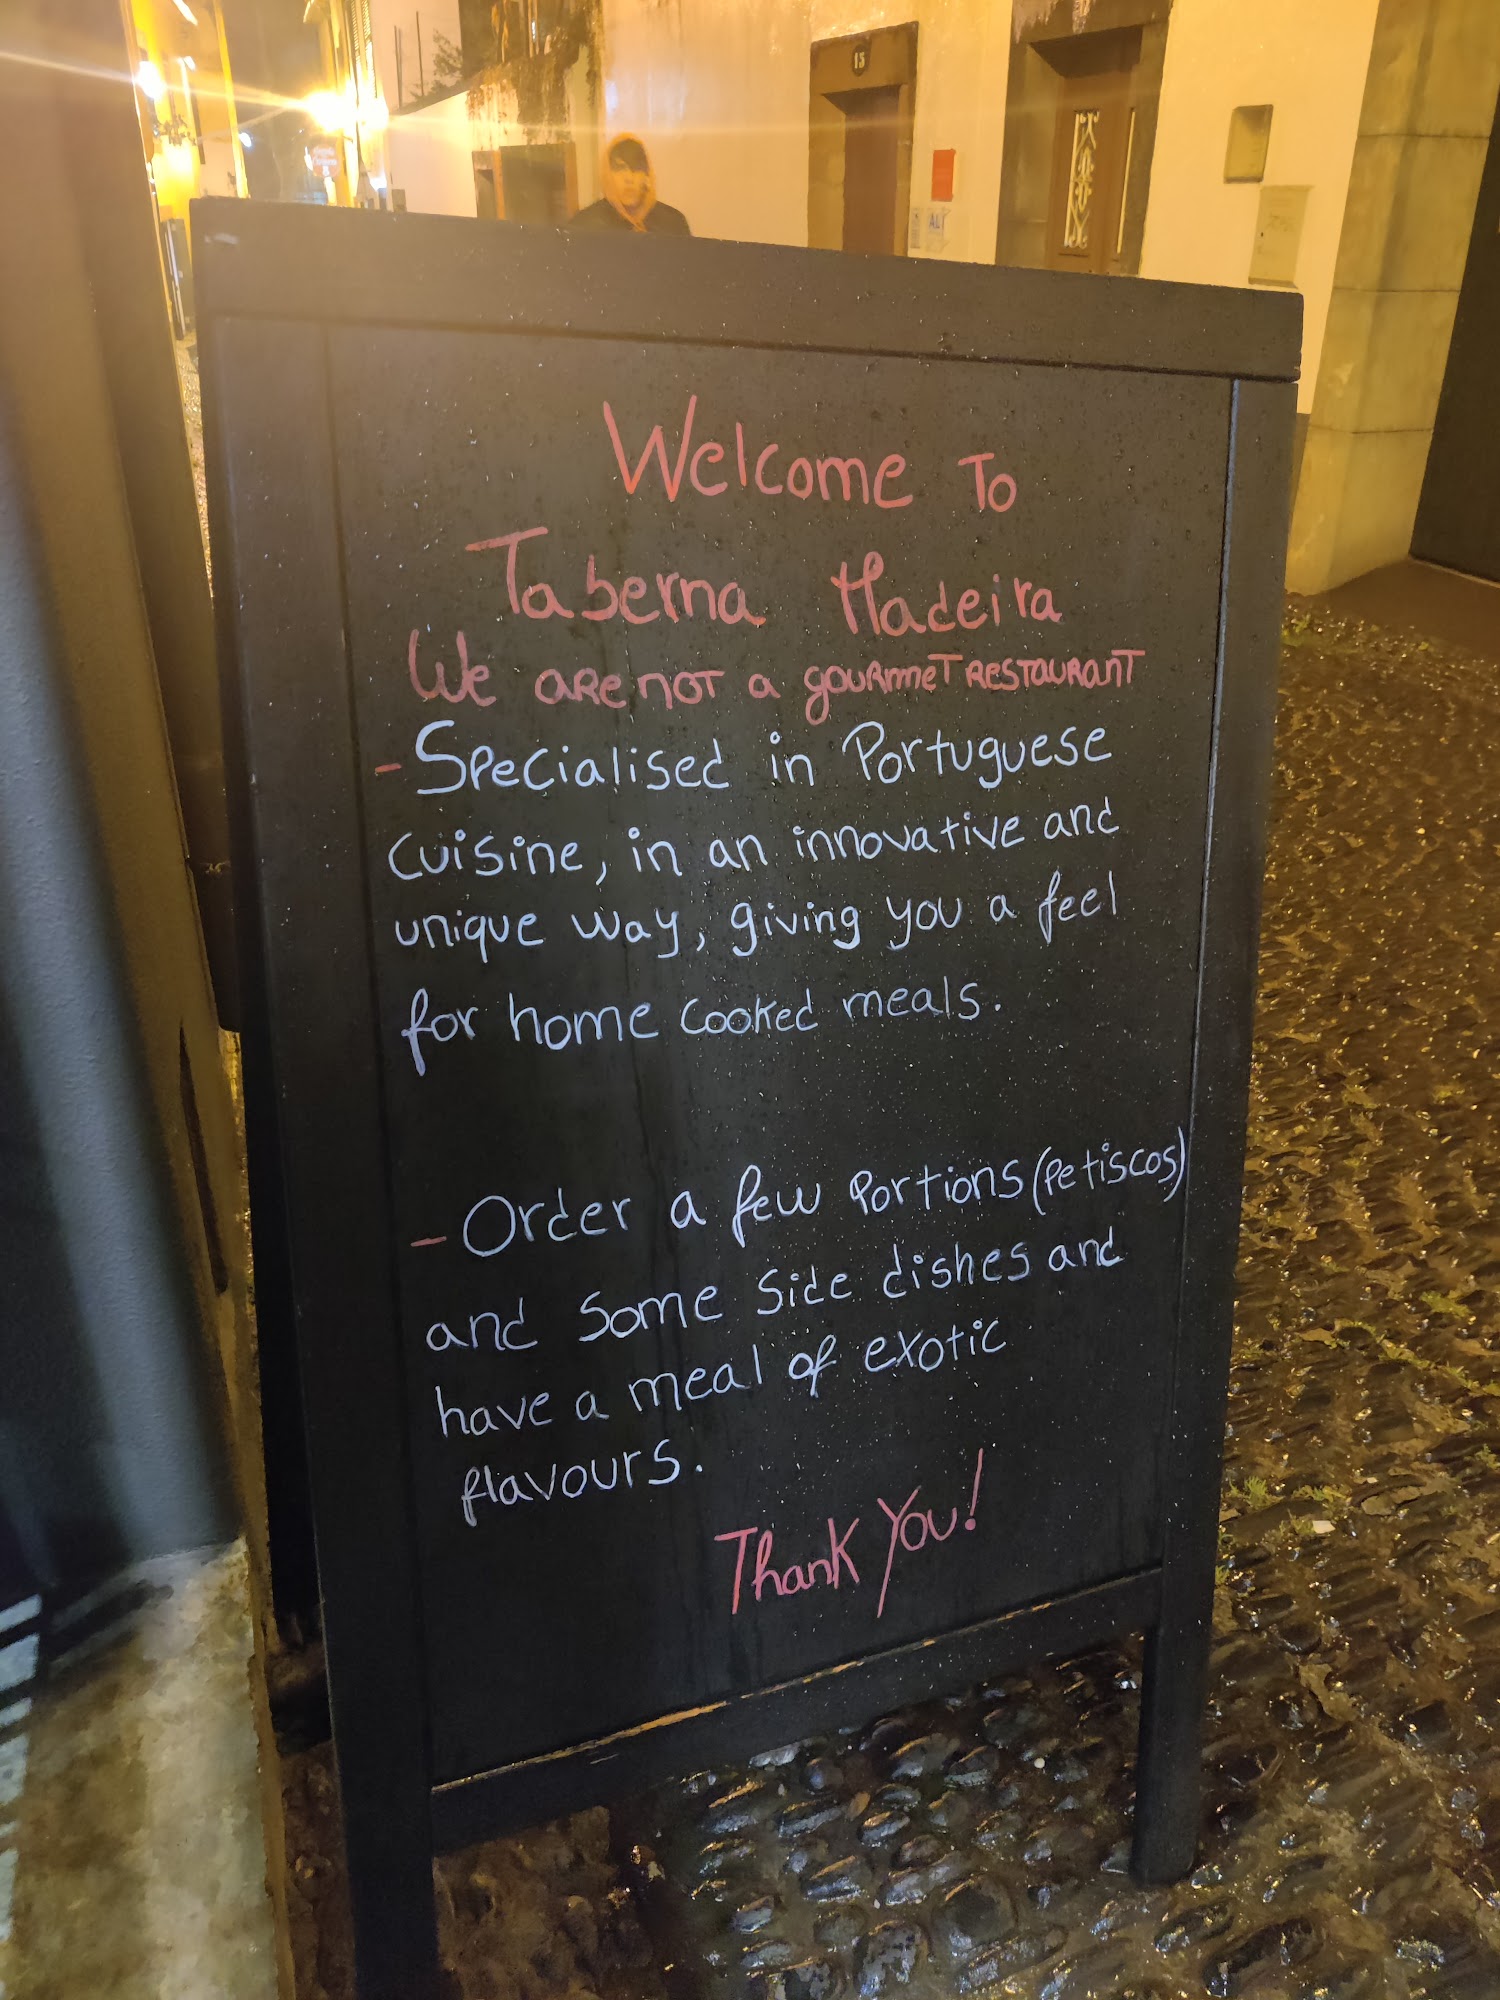 13
AL
Welcome To
Taberna Madeira
We are not a gourmet restaurant
- Specialised in Portuguese
cuisine, in an innovative and
unique way, giving you a feel
for home cooked meals.
- Order a few Portions (Petiscos)
and some side dishes and
have a meal of exotic
flavours.
Thank You!